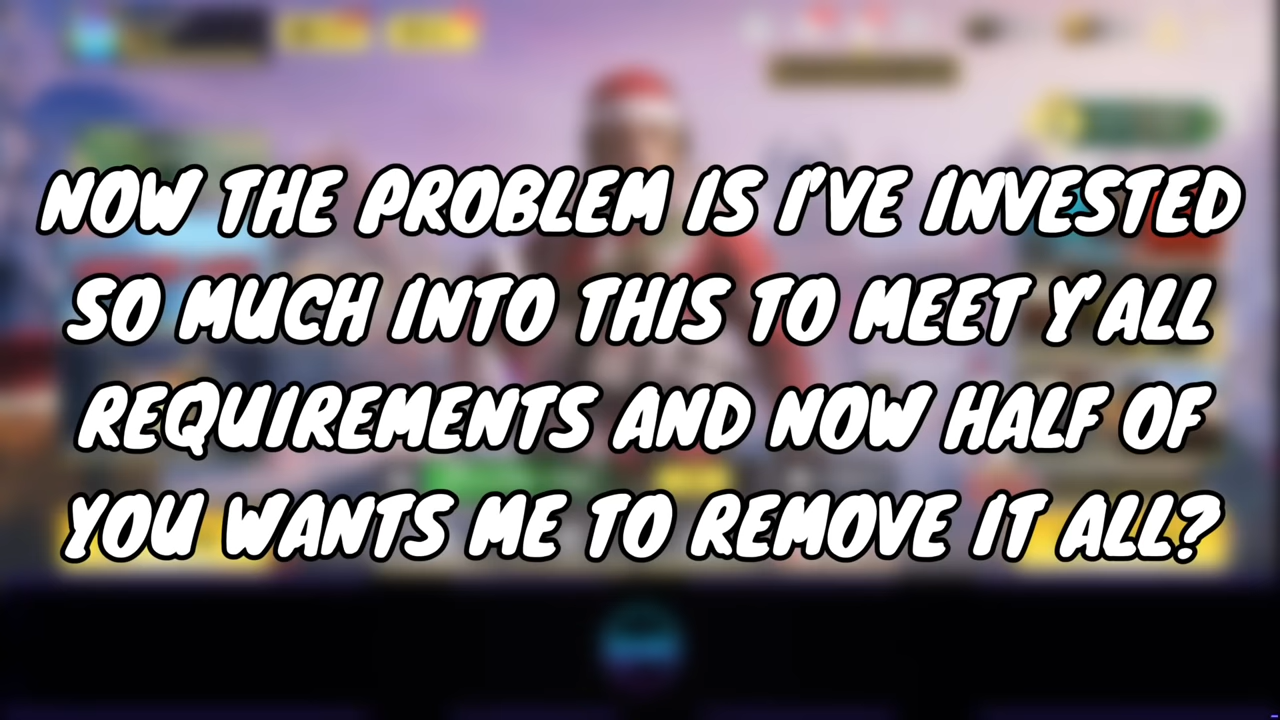 NOW THE PROBLEM IS I'VE INVESTED
SO MUCH INTO THIS TO MEET Y'ALL
REQUIREMENTS AND NOW HALF OF
YOU WANTS ME TO REMOVE IT ALL?